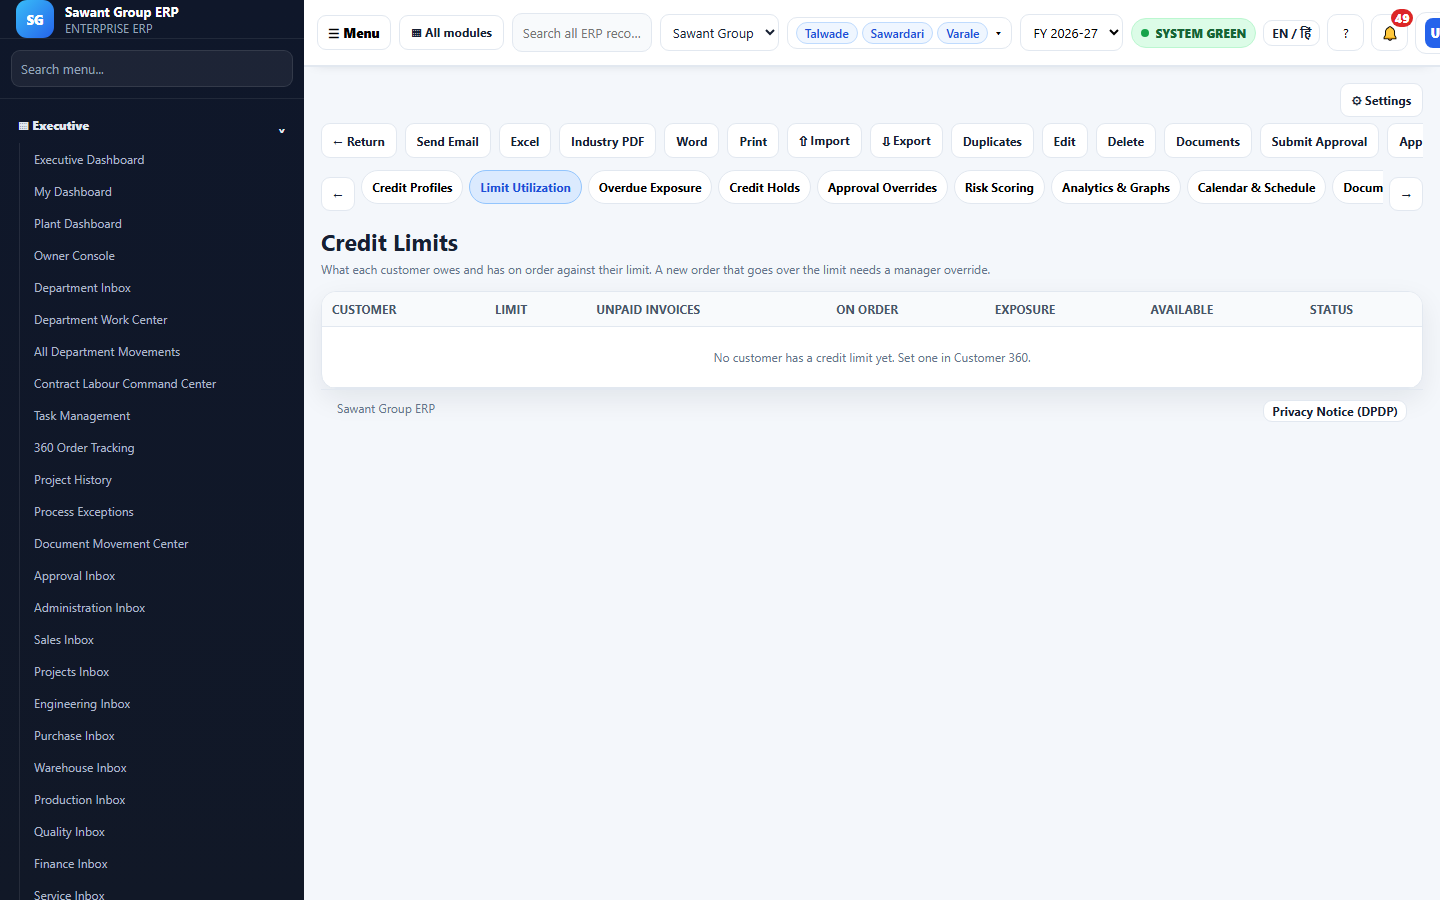 SG
Sawant Group ERP
ENTERPRISE ERP
Search menu...
Executive
Executive Dashboard
My Dashboard
Plant Dashboard
Owner Console
Department Inbox
Department Work Center
All Department Movements
Contract Labour Command Center
Task Management
360 Order Tracking
Project History
Process Exceptions
Document Movement Center
Approval Inbox
Administration Inbox
Sales Inbox
Projects Inbox
Engineering Inbox
Purchase Inbox
Warehouse Inbox
Production Inbox
Quality Inbox
Finance Inbox
Service Inbox
☰ Menu
All modules
Search all ERP reco...
Sawant Group
Talwade
Sawardari
Varale
FY 2026-27
SYSTEM GREEN
EN / हिं
?
49
U
⚙ Settings
← Return
Send Email
Excel
Industry PDF
Word
Print
⇧ Import
⇩ Export
Duplicates
Edit
Delete
Documents
Submit Approval
App
←
Credit Profiles
Limit Utilization
Overdue Exposure
Credit Holds
Approval Overrides
Risk Scoring
Analytics & Graphs
Calendar & Schedule
Docum
→
Credit Limits
What each customer owes and has on order against their limit. A new order that goes over the limit needs a manager override.
CUSTOMER LIMIT UNPAID INVOICES ON ORDER EXPOSURE AVAILABLE STATUS
No customer has a credit limit yet. Set one in Customer 360.
Sawant Group ERP
Privacy Notice (DPDP)